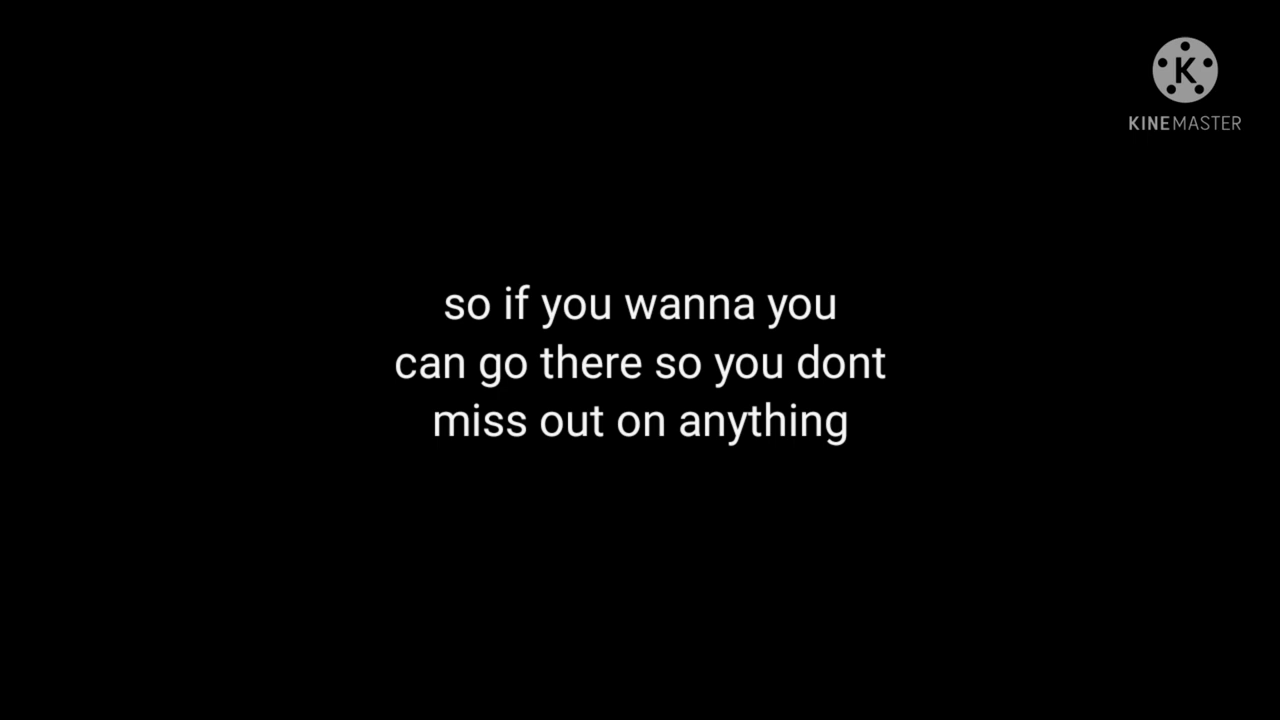 K
KINEMASTER
so if you wanna you
can go there so you dont
miss out on anything